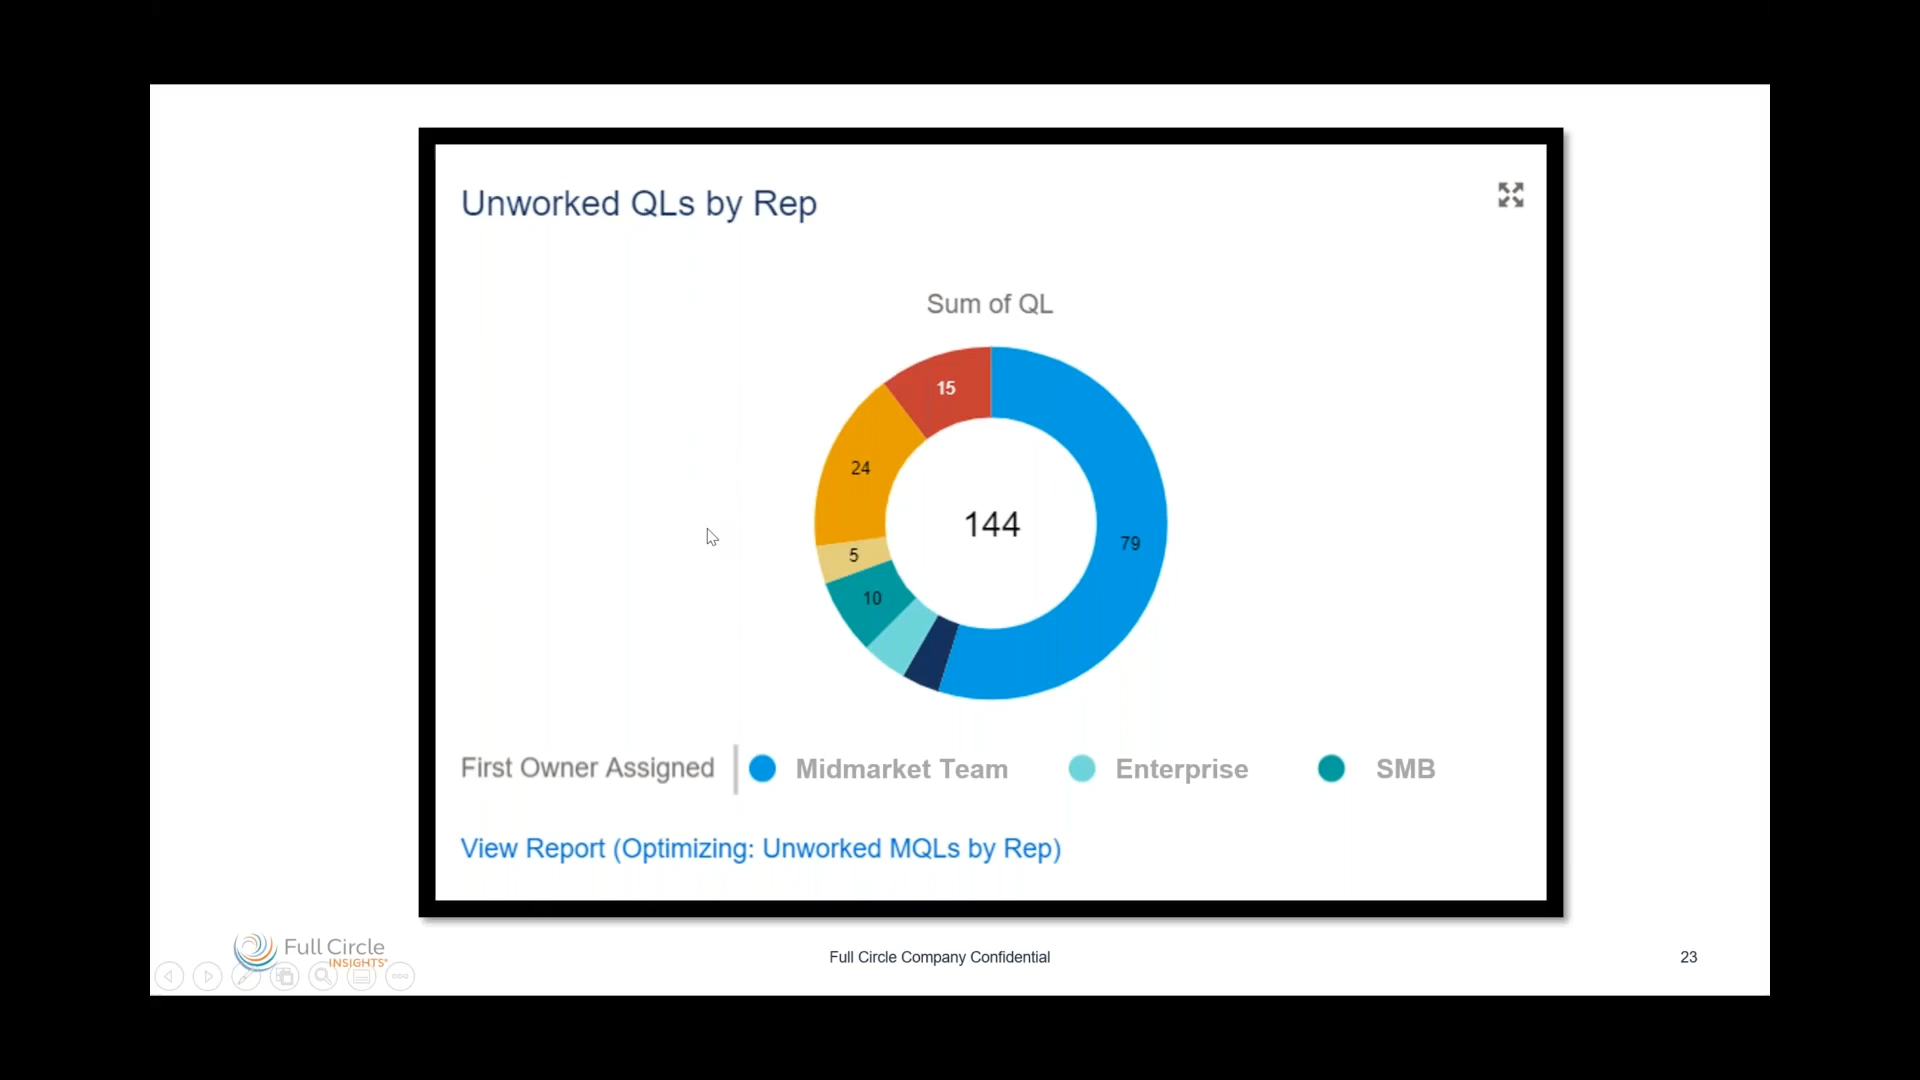 Unworked QLs by Rep
Sum of QL
15
24
144
79
5
10
First Owner Assigned Midmarket Team Enterprise SMB
View Report (Optimizing: Unworked MQLs by Rep)
Full Circle
INSIGHTS
Full Circle Company Confidential
23